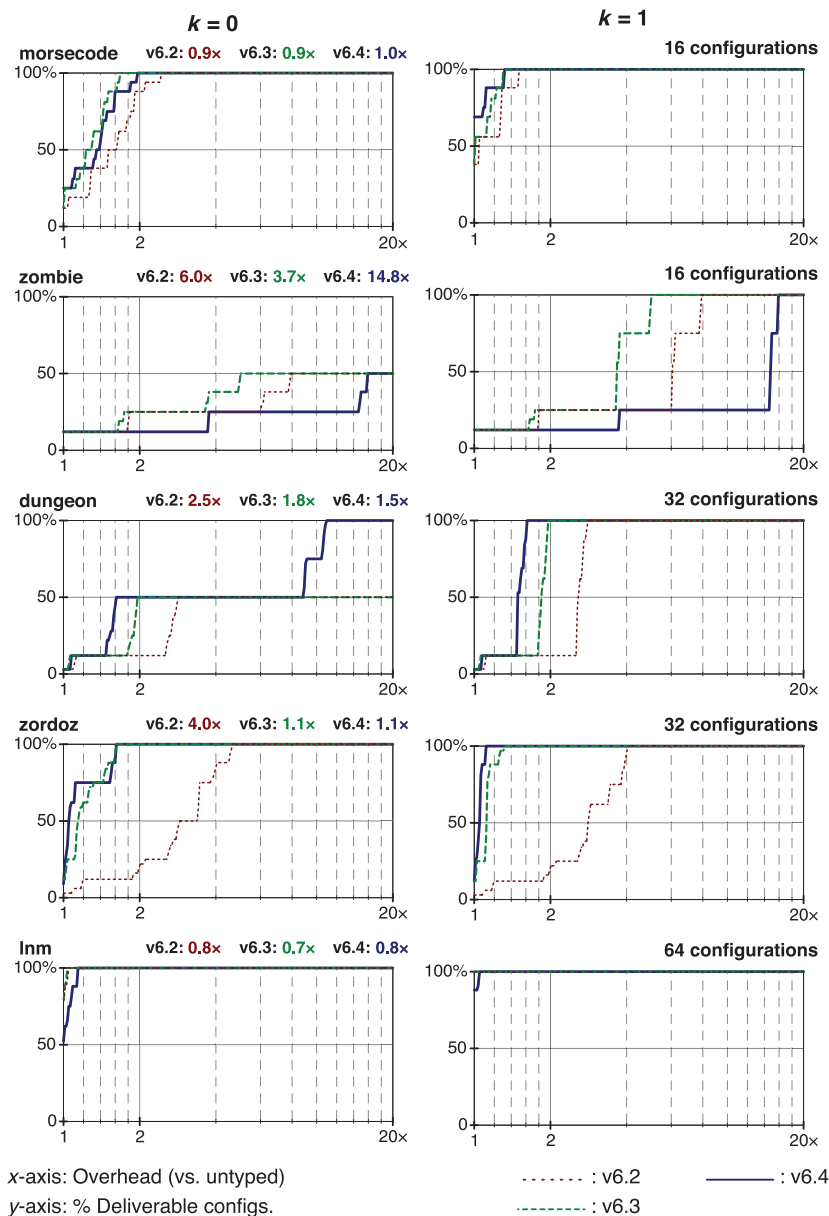 k = 0
k = 1
morsecode v6.2: 0.9× v6.3: 0.9× v6.4: 1.0×
16 configurations
100%
50
0
1 2 20×
100%
50
0
1 2 20×
zombie v6.2: 6.0× v6.3: 3.7× v6.4: 14.8×
16 configurations
100%
50
0
1 2 20×
100%
50
0
1 2 20×
dungeon v6.2: 2.5× v6.3: 1.8× v6.4: 1.5×
32 configurations
100%
50
0
1 2 20×
100%
50
0
1 2 20×
zordoz v6.2: 4.0× v6.3: 1.1× v6.4: 1.1×
32 configurations
100%
50
0
1 2 20×
100%
50
0
1 2 20×
lnm v6.2: 0.8× v6.3: 0.7× v6.4: 0.8×
64 configurations
100%
50
0
1 2 20×
100%
50
0
1 2 20×
x-axis: Overhead (vs. untyped)
y-axis: % Deliverable configs.
: v6.2
: v6.4
: v6.3